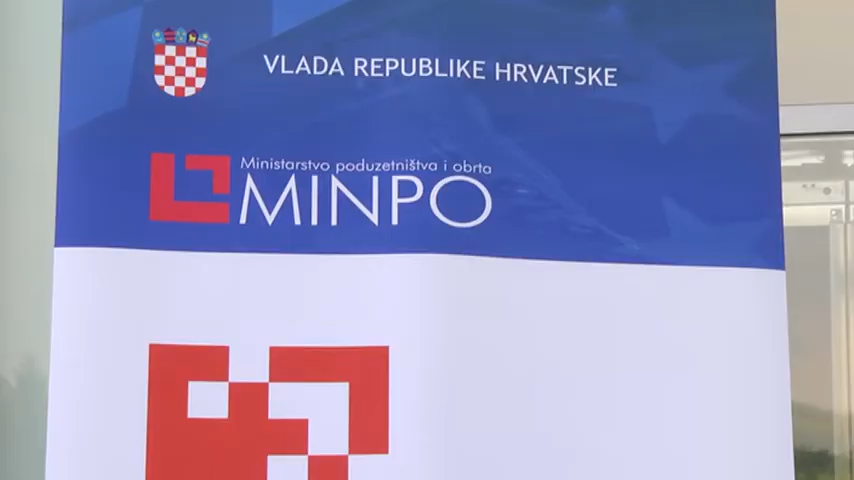 VLADA REPUBLIKE HRVATSKE
Ministarstvo poduzetništva i obrta
MINPO